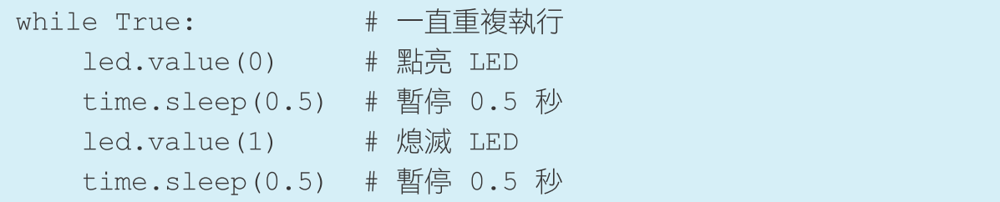 while True:             # 一直重複執行
    led.value(0)      # 點亮 LED
    time.sleep(0.5)  # 暫停 0.5 秒
    led.value(1)      # 熄滅 LED
    time.sleep(0.5)  # 暫停 0.5 秒